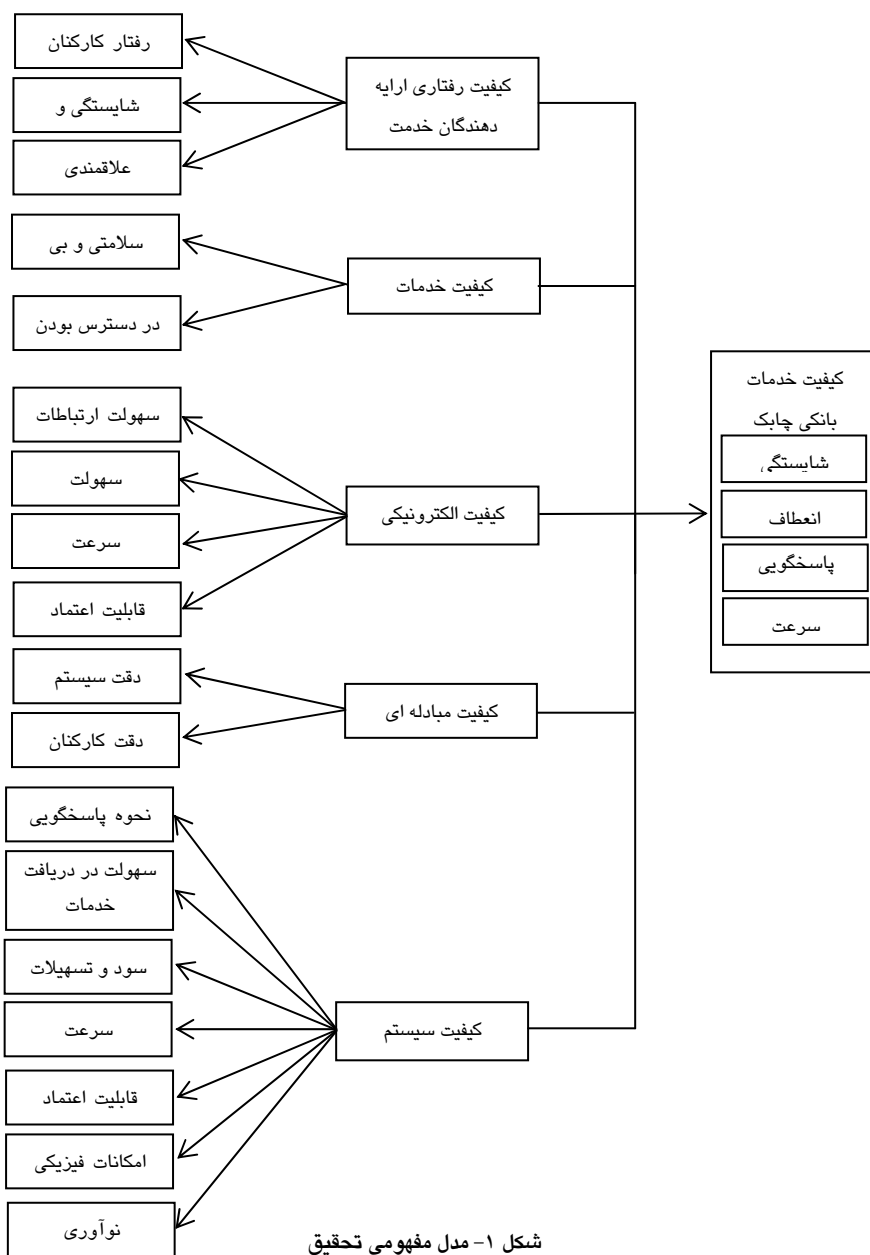 رفتار کارکنان
شایستگی و
علاقمندی
کیفیت رفتاری ارایه
دهندگان خدمت
سلامتی و بی
در دسترس بودن
کیفیت خدمات
سهولت ارتباطات
سهولت
سرعت
قابلیت اعتماد
کیفیت الکترونیکی
دقت سیستم
دقت کارکنان
کیفیت مبادله ای
نحوه پاسخگویی
سهولت در دریافت
خدمات
سود و تسهیلات
سرعت
قابلیت اعتماد
امکانات فیزیکی
نوآوری
کیفیت سیستم
کیفیت خدمات
بانکی چابک
شایستگی
انعطاف
پاسخگویی
سرعت
شکل ۱- مدل مفهومی تحقیق